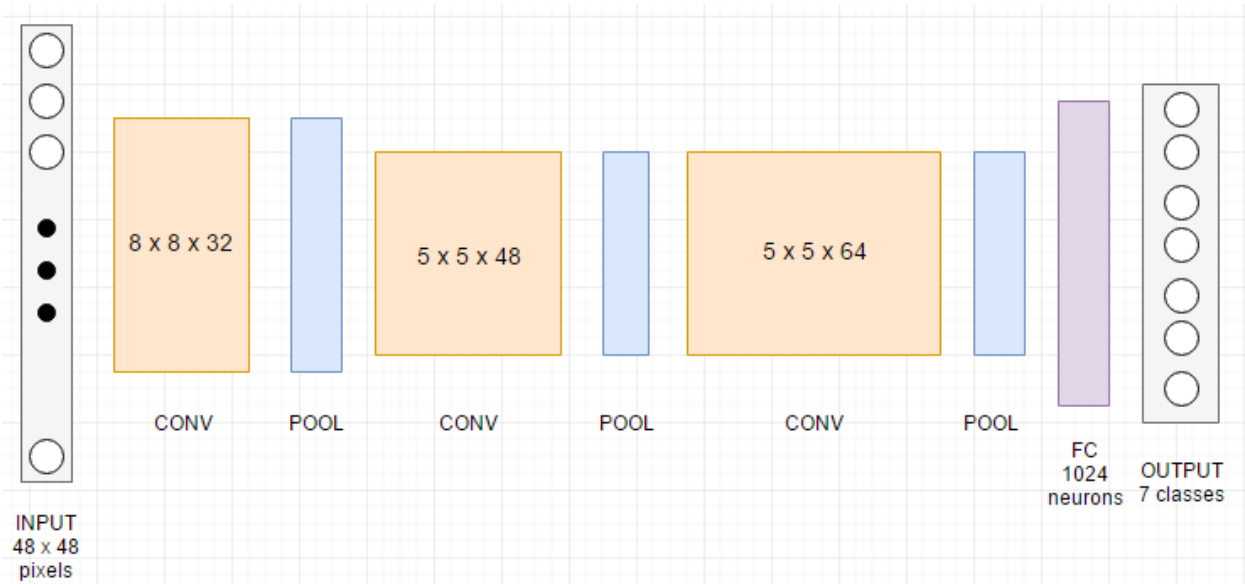 8 x 8 x 32
5 x 5 x 48
5 x 5 x 64
CONV
POOL
CONV
POOL
CONV
POOL
FC
1024
neurons
OUTPUT
7 classes
INPUT
48 x 48
pixels